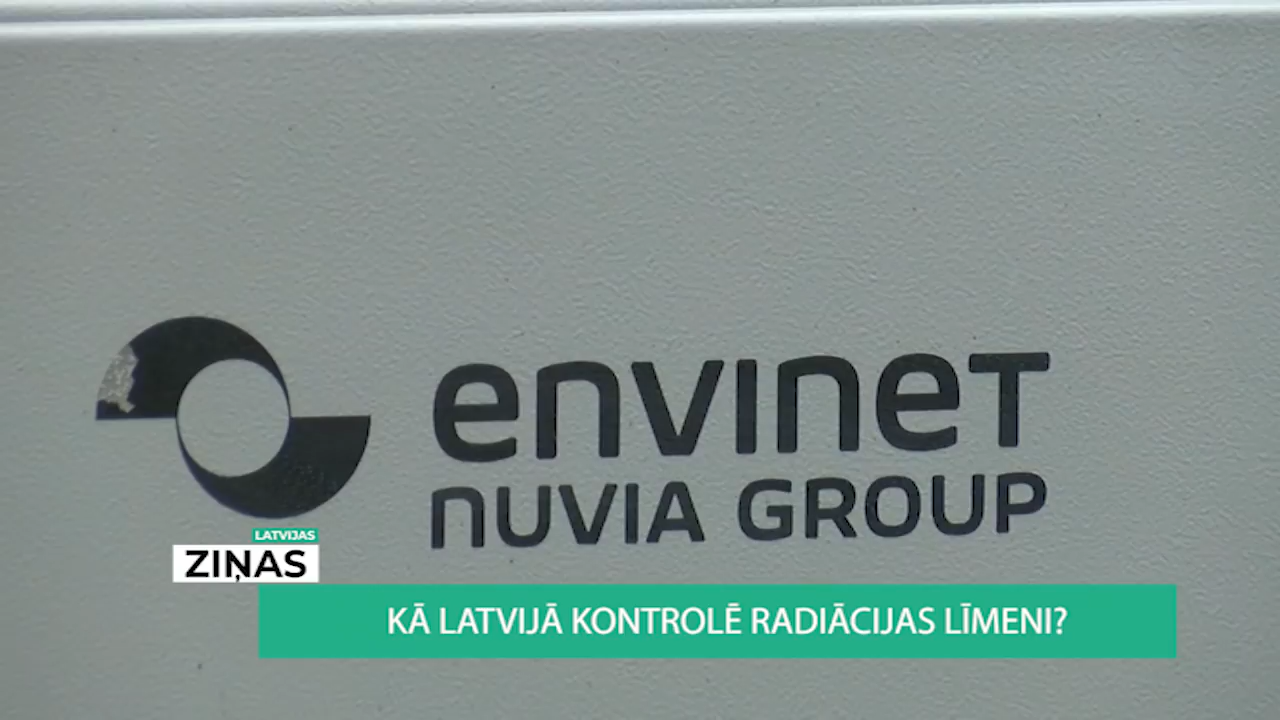 envineT
nuvia GROUP
LATVIJAS
ZIŅAS
KĀ LATVIJĀ KONTROLĒ RADIĀCIJAS LĪMENI?